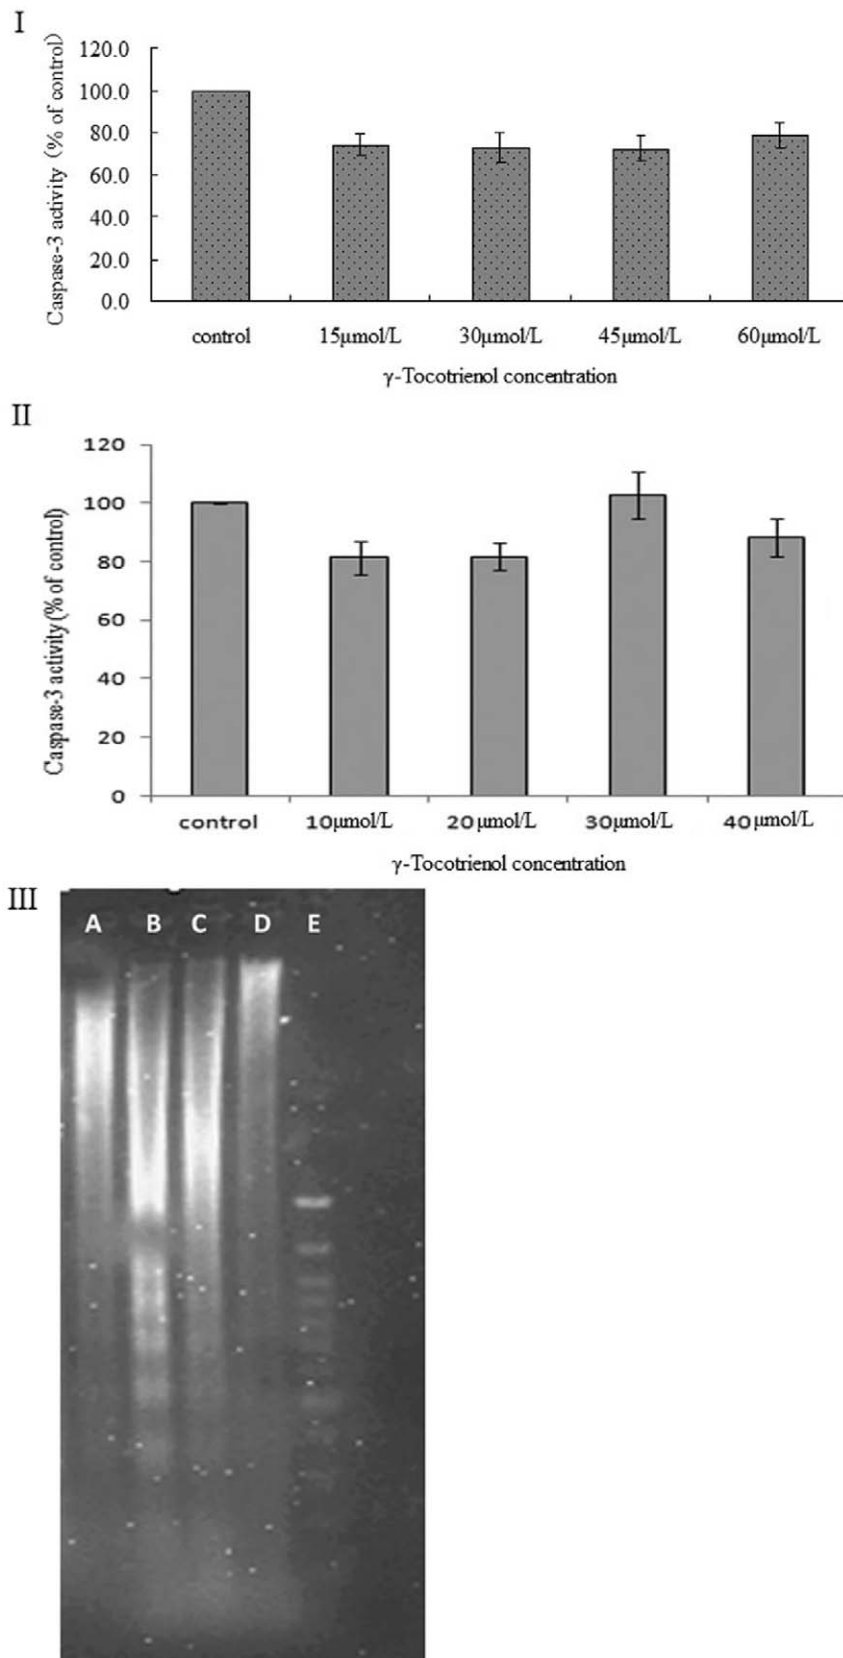 I
Caspase-3 activity (% of control)
120.0
100.0
80.0
60.0
40.0
20.0
0.0
control 15μmol/L 30μmol/L 45μmol/L 60μmol/L
γ-Tocotrienol concentration
II
Caspase-3 activity(% of control)
120
100
80
60
40
20
0
control 10μmol/L 20μmol/L 30μmol/L 40μmol/L
γ-Tocotrienol concentration
III
A B C D E